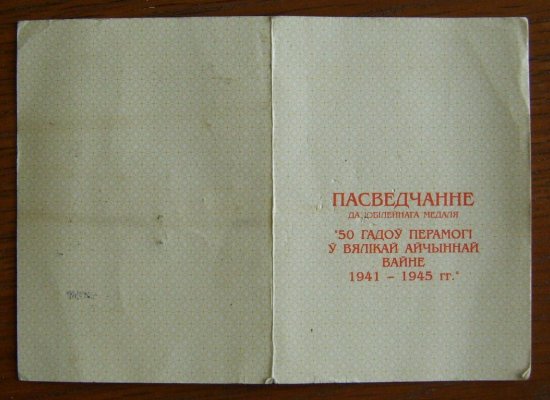 ПАСВЕДЧАННЕ
ДА ЮБІЛЕЙНАГА МЕДАЛЯ
"50 ГАДОЎ ПЕРАМОГІ
Ў ВЯЛІКАЙ АЙЧЫННАЙ
ВАЙНЕ
1941 – 1945 гг."